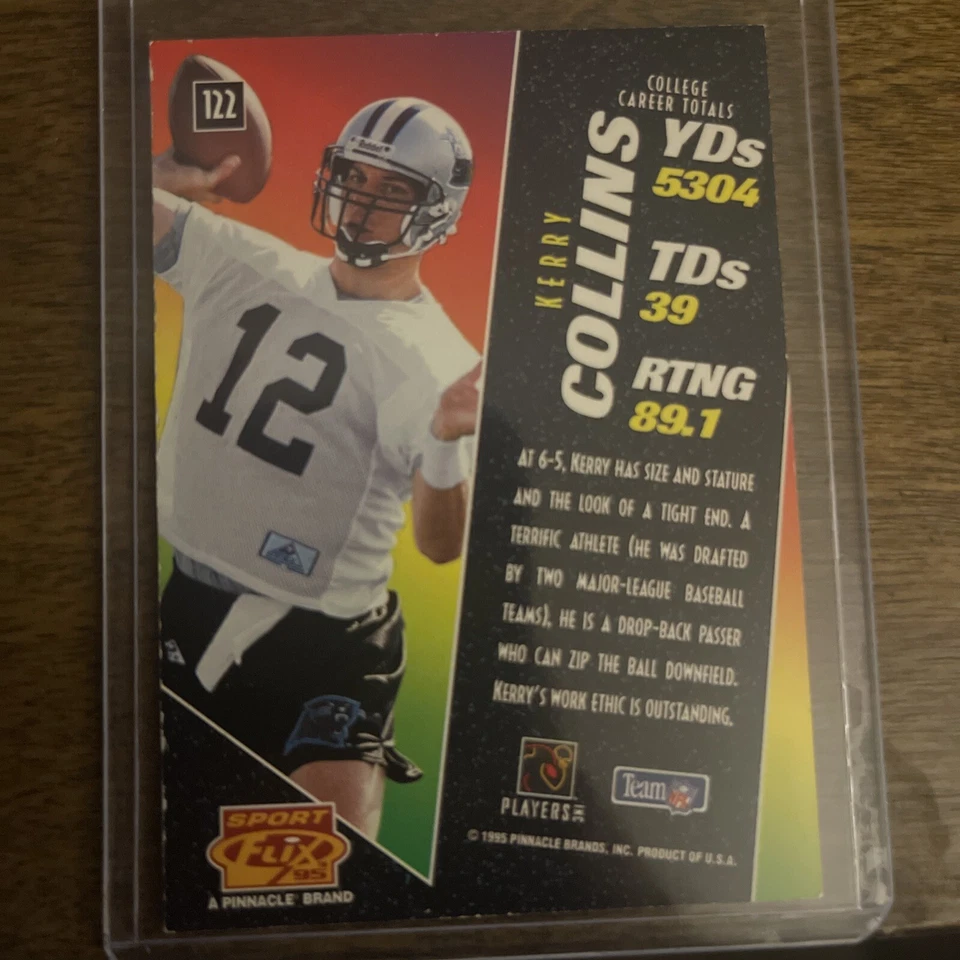 122
Riddell
12
KERRY
COLLINS
COLLEGE
CAREER TOTALS
YDs
5304
TDs
39
RTNG
89.1
AT 6-5, KERRY HAS SIZE AND STATURE
AND THE LOOK OF A TIGHT END. A
TERRIFIC ATHLETE (HE WAS DRAFTED
BY TWO MAJOR-LEAGUE BASEBALL
TEAMS), HE IS A DROP-BACK PASSER
WHO CAN ZIP THE BALL DOWNFIELD.
KERRY'S WORK ETHIC IS OUTSTANDING.
PLAYERS INC
Team NFL
© 1995 PINNACLE BRANDS, INC. PRODUCT OF U.S.A.
SPORT
FLIX
95
A PINNACLE® BRAND